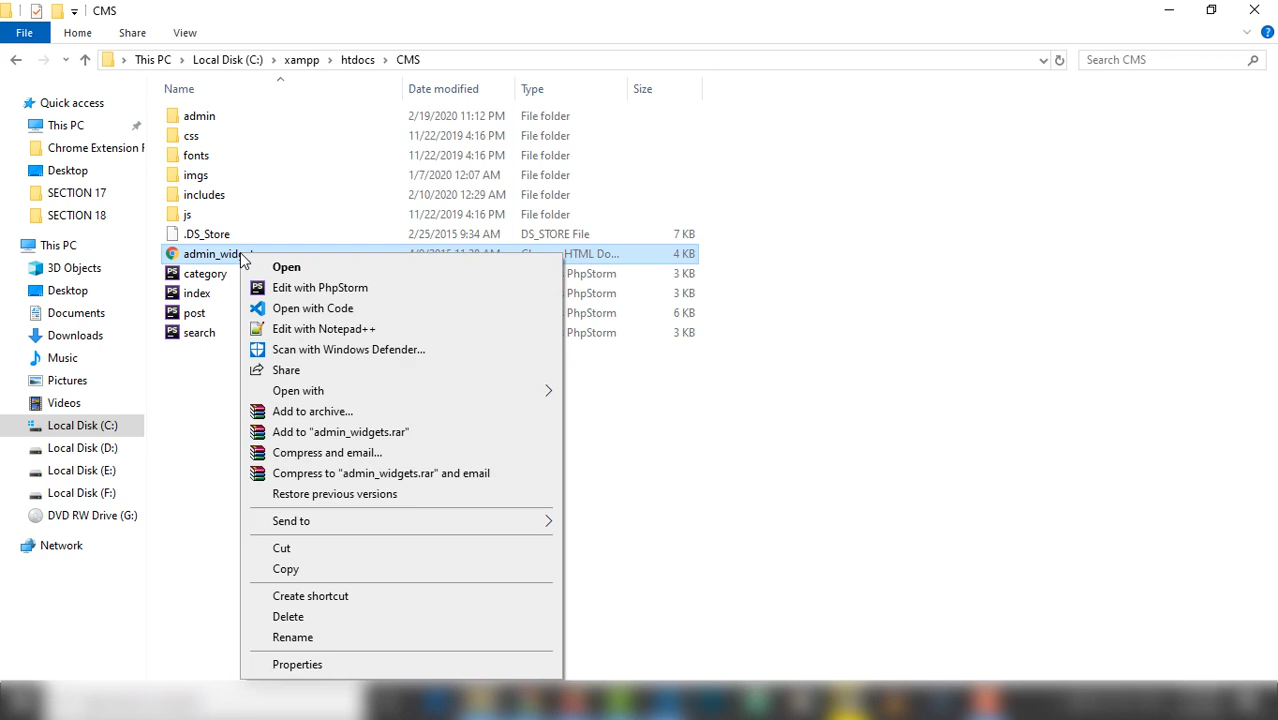 CMS
File Home Share View
This PC Local Disk (C:) xampp htdocs CMS Search CMS
Name Date modified Type Size
Quick access
This PC
Chrome Extension F
Desktop
SECTION 17
SECTION 18
This PC
3D Objects
Desktop
Documents
Downloads
Music
Pictures
Videos
Local Disk (C:)
Local Disk (D:)
Local Disk (E:)
Local Disk (F:)
DVD RW Drive (G:)
Network
admin 2/19/2020 11:12 PM File folder
css 11/22/2019 4:16 PM File folder
fonts 11/22/2019 4:16 PM File folder
imgs 1/7/2020 12:07 AM File folder
includes 2/10/2020 12:29 AM File folder
js 11/22/2019 4:16 PM File folder
.DS_Store 2/25/2015 9:34 AM DS_STORE File 7 KB
HTML Do... 4 KB
category PhpStorm 3 KB
index PhpStorm 3 KB
post PhpStorm 6 KB
search PhpStorm 3 KB
Open
Edit with PhpStorm
Open with Code
Edit with Notepad++
Scan with Windows Defender...
Share
Open with
Add to archive...
Add to "admin_widgets.rar"
Compress and email...
Compress to "admin_widgets.rar" and email
Restore previous versions
Send to
Cut
Copy
Create shortcut
Delete
Rename
Properties